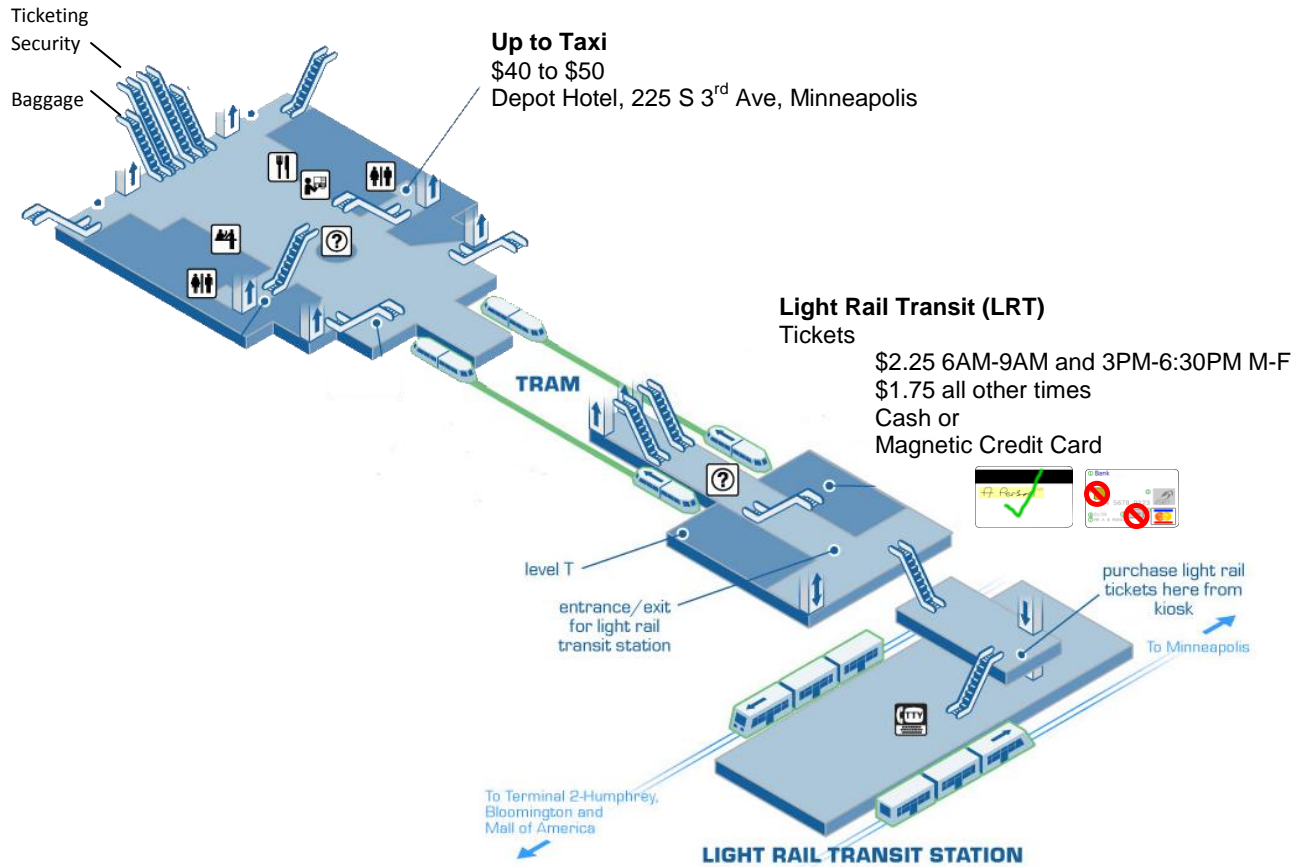 Ticketing
Security
Baggage
Up to Taxi
$40 to $50
Depot Hotel, 225 S 3rd Ave, Minneapolis
Light Rail Transit (LRT)
Tickets
$2.25 6AM-9AM and 3PM-6:30PM M-F
$1.75 all other times
Cash or
Magnetic Credit Card
A Person
Bank
TRAM
?
?
level T
entrance/exit
for light rail
transit station
purchase light rail
tickets here from
kiosk
To Minneapolis
TTY
To Terminal 2-Humphrey,
Bloomington and
Mall of America
LIGHT RAIL TRANSIT STATION